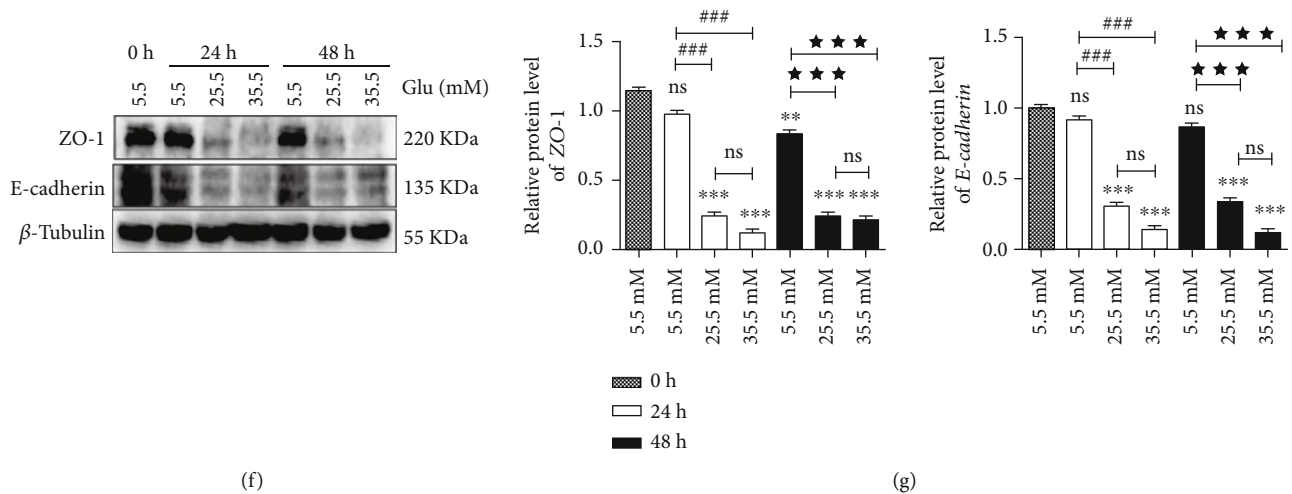 0 h 24 h 48 h
5.5 5.5 25.5 35.5 5.5 25.5 35.5 Glu (mM)
ZO-1 220 KDa
E-cadherin 135 KDa
β-Tubulin 55 KDa
(f)
Relative protein level
of ZO-1
1.5
1.0
0.5
0.0
###
###
★ ★ ★
★ ★ ★
ns
**
ns
ns
***
***
***
***
5.5 mM
5.5 mM
25.5 mM
35.5 mM
5.5 mM
25.5 mM
35.5 mM
0 h
24 h
48 h
Relative protein level
of E-cadherin
1.5
1.0
0.5
0.0
###
###
★ ★ ★
★ ★ ★
ns
ns
ns
ns
***
***
***
***
5.5 mM
5.5 mM
25.5 mM
35.5 mM
5.5 mM
25.5 mM
35.5 mM
(g)